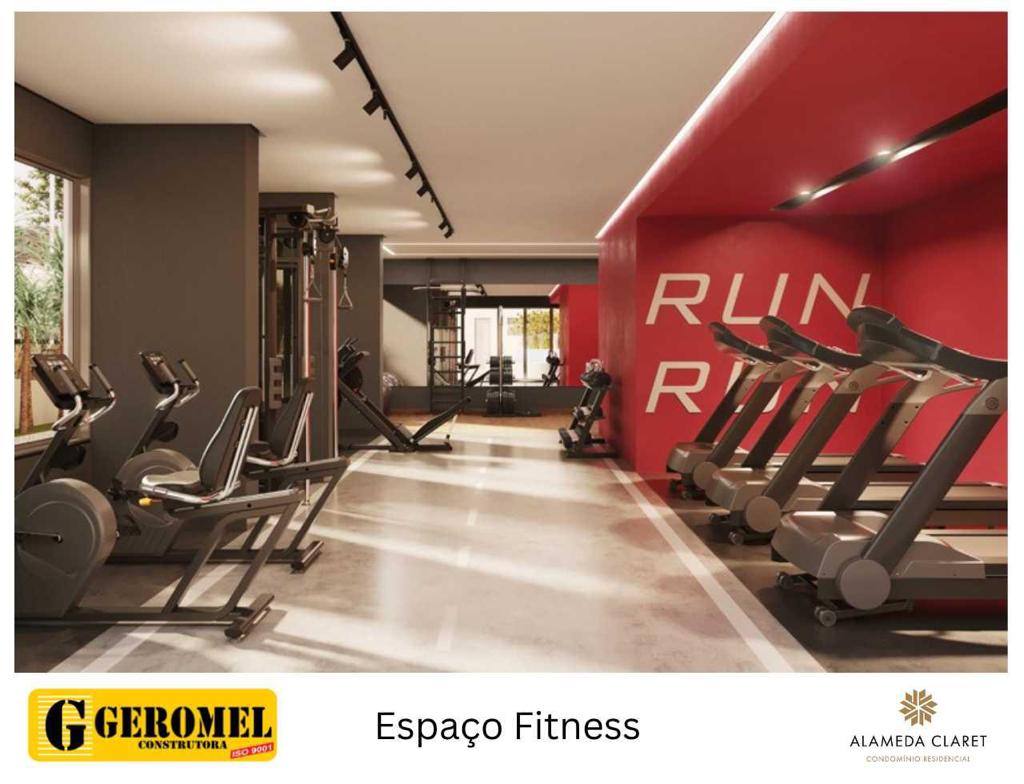 RUN
RUN
G GEROMEL
CONSTRUTORA
ISO 9001
Espaço Fitness
ALAMEDA CLARET
CONDOMÍNIO RESIDENCIAL